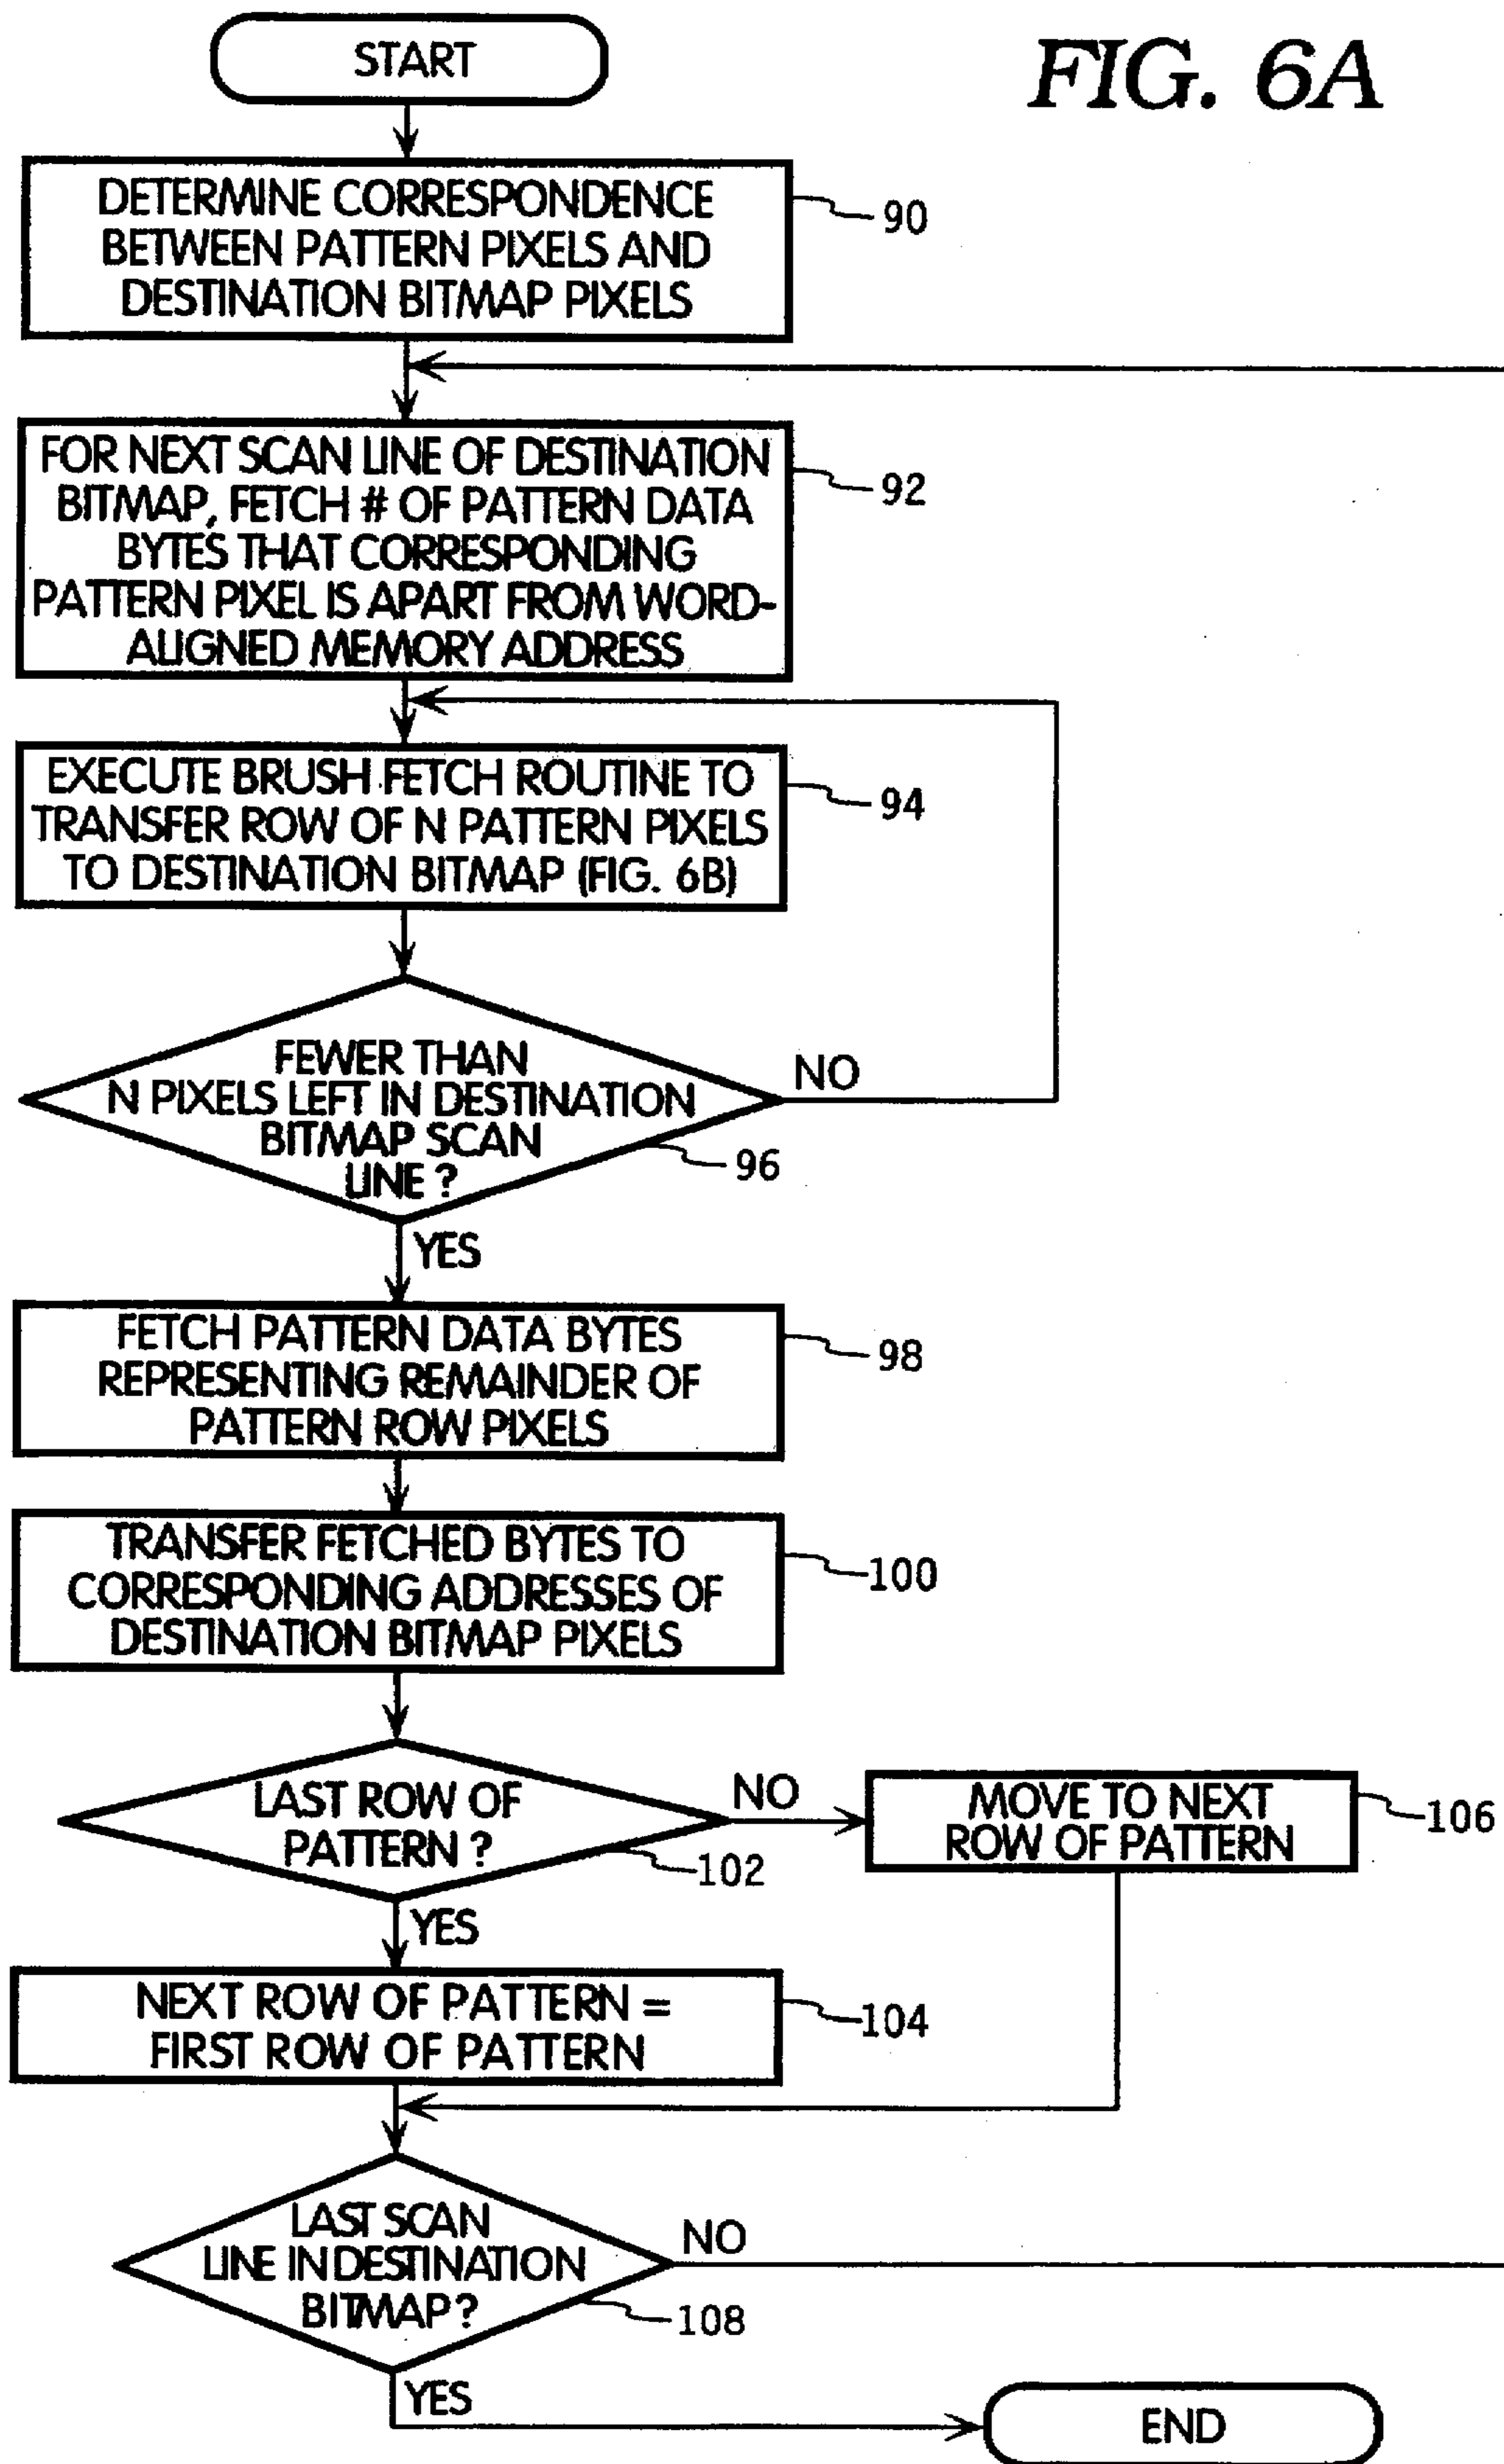 FIG. 6A
START
DETERMINE CORRESPONDENCE
BETWEEN PATTERN PIXELS AND
DESTINATION BITMAP PIXELS
90
FOR NEXT SCAN LINE OF DESTINATION
BITMAP, FETCH # OF PATTERN DATA
BYTES THAT CORRESPONDING
PATTERN PIXEL IS APART FROM WORD-
ALIGNED MEMORY ADDRESS
92
EXECUTE BRUSH FETCH ROUTINE TO
TRANSFER ROW OF N PATTERN PIXELS
TO DESTINATION BITMAP (FIG. 6B)
94
FEWER THAN
N PIXELS LEFT IN DESTINATION
BITMAP SCAN
LINE ?
96
NO
YES
FETCH PATTERN DATA BYTES
REPRESENTING REMAINDER OF
PATTERN ROW PIXELS
98
TRANSFER FETCHED BYTES TO
CORRESPONDING ADDRESSES OF
DESTINATION BITMAP PIXELS
100
LAST ROW OF
PATTERN ?
102
NO
MOVE TO NEXT
ROW OF PATTERN
106
YES
NEXT ROW OF PATTERN =
FIRST ROW OF PATTERN
104
LAST SCAN
LINE IN DESTINATION
BITMAP?
108
NO
YES
END